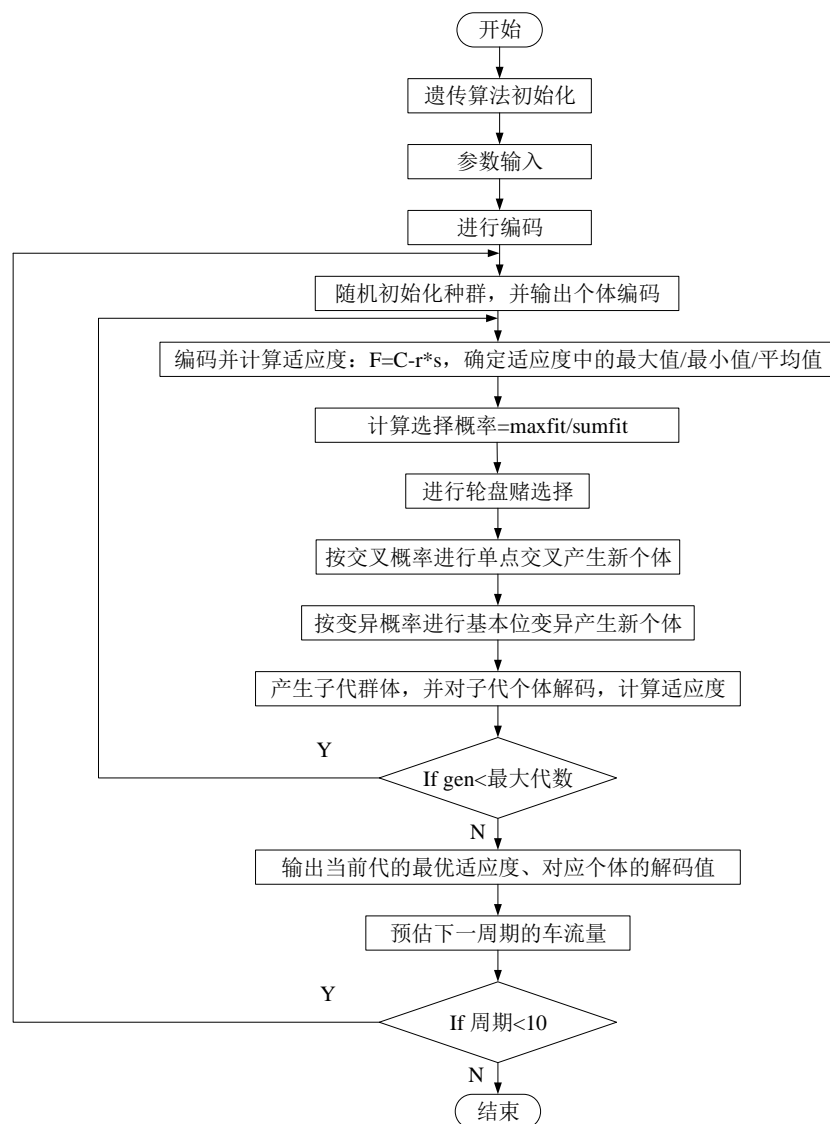 开始
遗传算法初始化
参数输入
进行编码
随机初始化种群，并输出个体编码
编码并计算适应度：F=C-r*s，确定适应度中的最大值/最小值/平均值
计算选择概率=maxfit/sumfit
进行轮盘赌选择
按交叉概率进行单点交叉产生新个体
按变异概率进行基本位变异产生新个体
产生子代群体，并对子代个体解码，计算适应度
Y
If gen<最大代数
N
输出当前代的最优适应度、对应个体的解码值
预估下一周期的车流量
Y
If 周期<10
N
结束